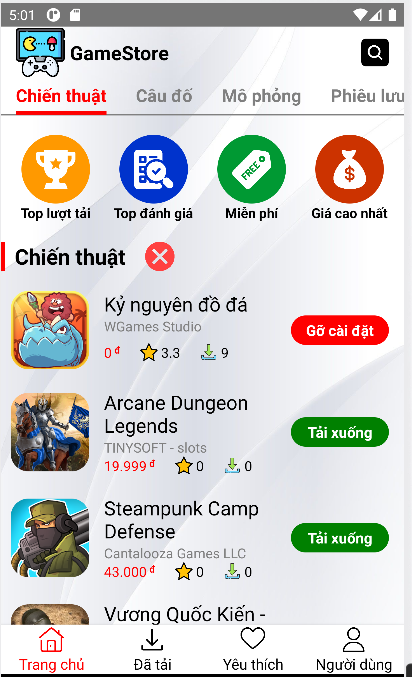 5:01
GameStore
Chiến thuật Câu đố Mô phỏng Phiêu lưu
FREE
$
Top lượt tải Top đánh giá Miễn phí Giá cao nhất
Chiến thuật
Kỷ nguyên đồ đá
WGames Studio
Gỡ cài đặt
0 đ 3.3 9
Arcane Dungeon
Legends
Tải xuống
TINYSOFT - slots
19.999 đ 0 0
Steampunk Camp
Defense
Tải xuống
Cantalooza Games LLC
43.000 đ 0 0
Vương Quốc Kiến -
Trang chủ Đã tải Yêu thích Người dùng